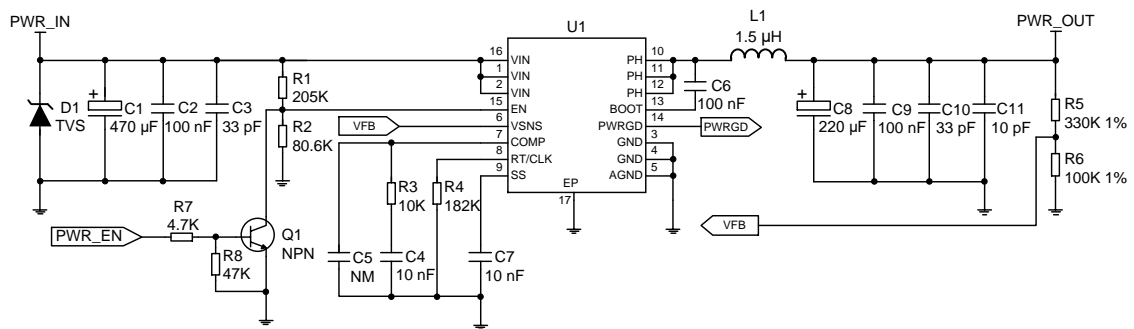 PWR_IN
U1
L1
1.5 µH
PWR_OUT
16 VIN
1 VIN
2 VIN
15 EN
6 VSNS
7 COMP
8 RT/CLK
9 SS
EP
17
PH 10
PH 11
PH 12
BOOT 13
PWRGD 14
GND 3
GND 4
AGND 5
D1
TVS
C1
470 µF
C2
100 nF
C3
33 pF
R1
205K
R2
80.6K
VFB
C6
100 nF
PWRGD
C8
220 µF
C9
100 nF
C10
33 pF
C11
10 pF
R5
330K 1%
R6
100K 1%
VFB
R3
10K
R4
182K
PWR_EN
R7
4.7K
R8
47K
Q1
NPN
C5
NM
C4
10 nF
C7
10 nF